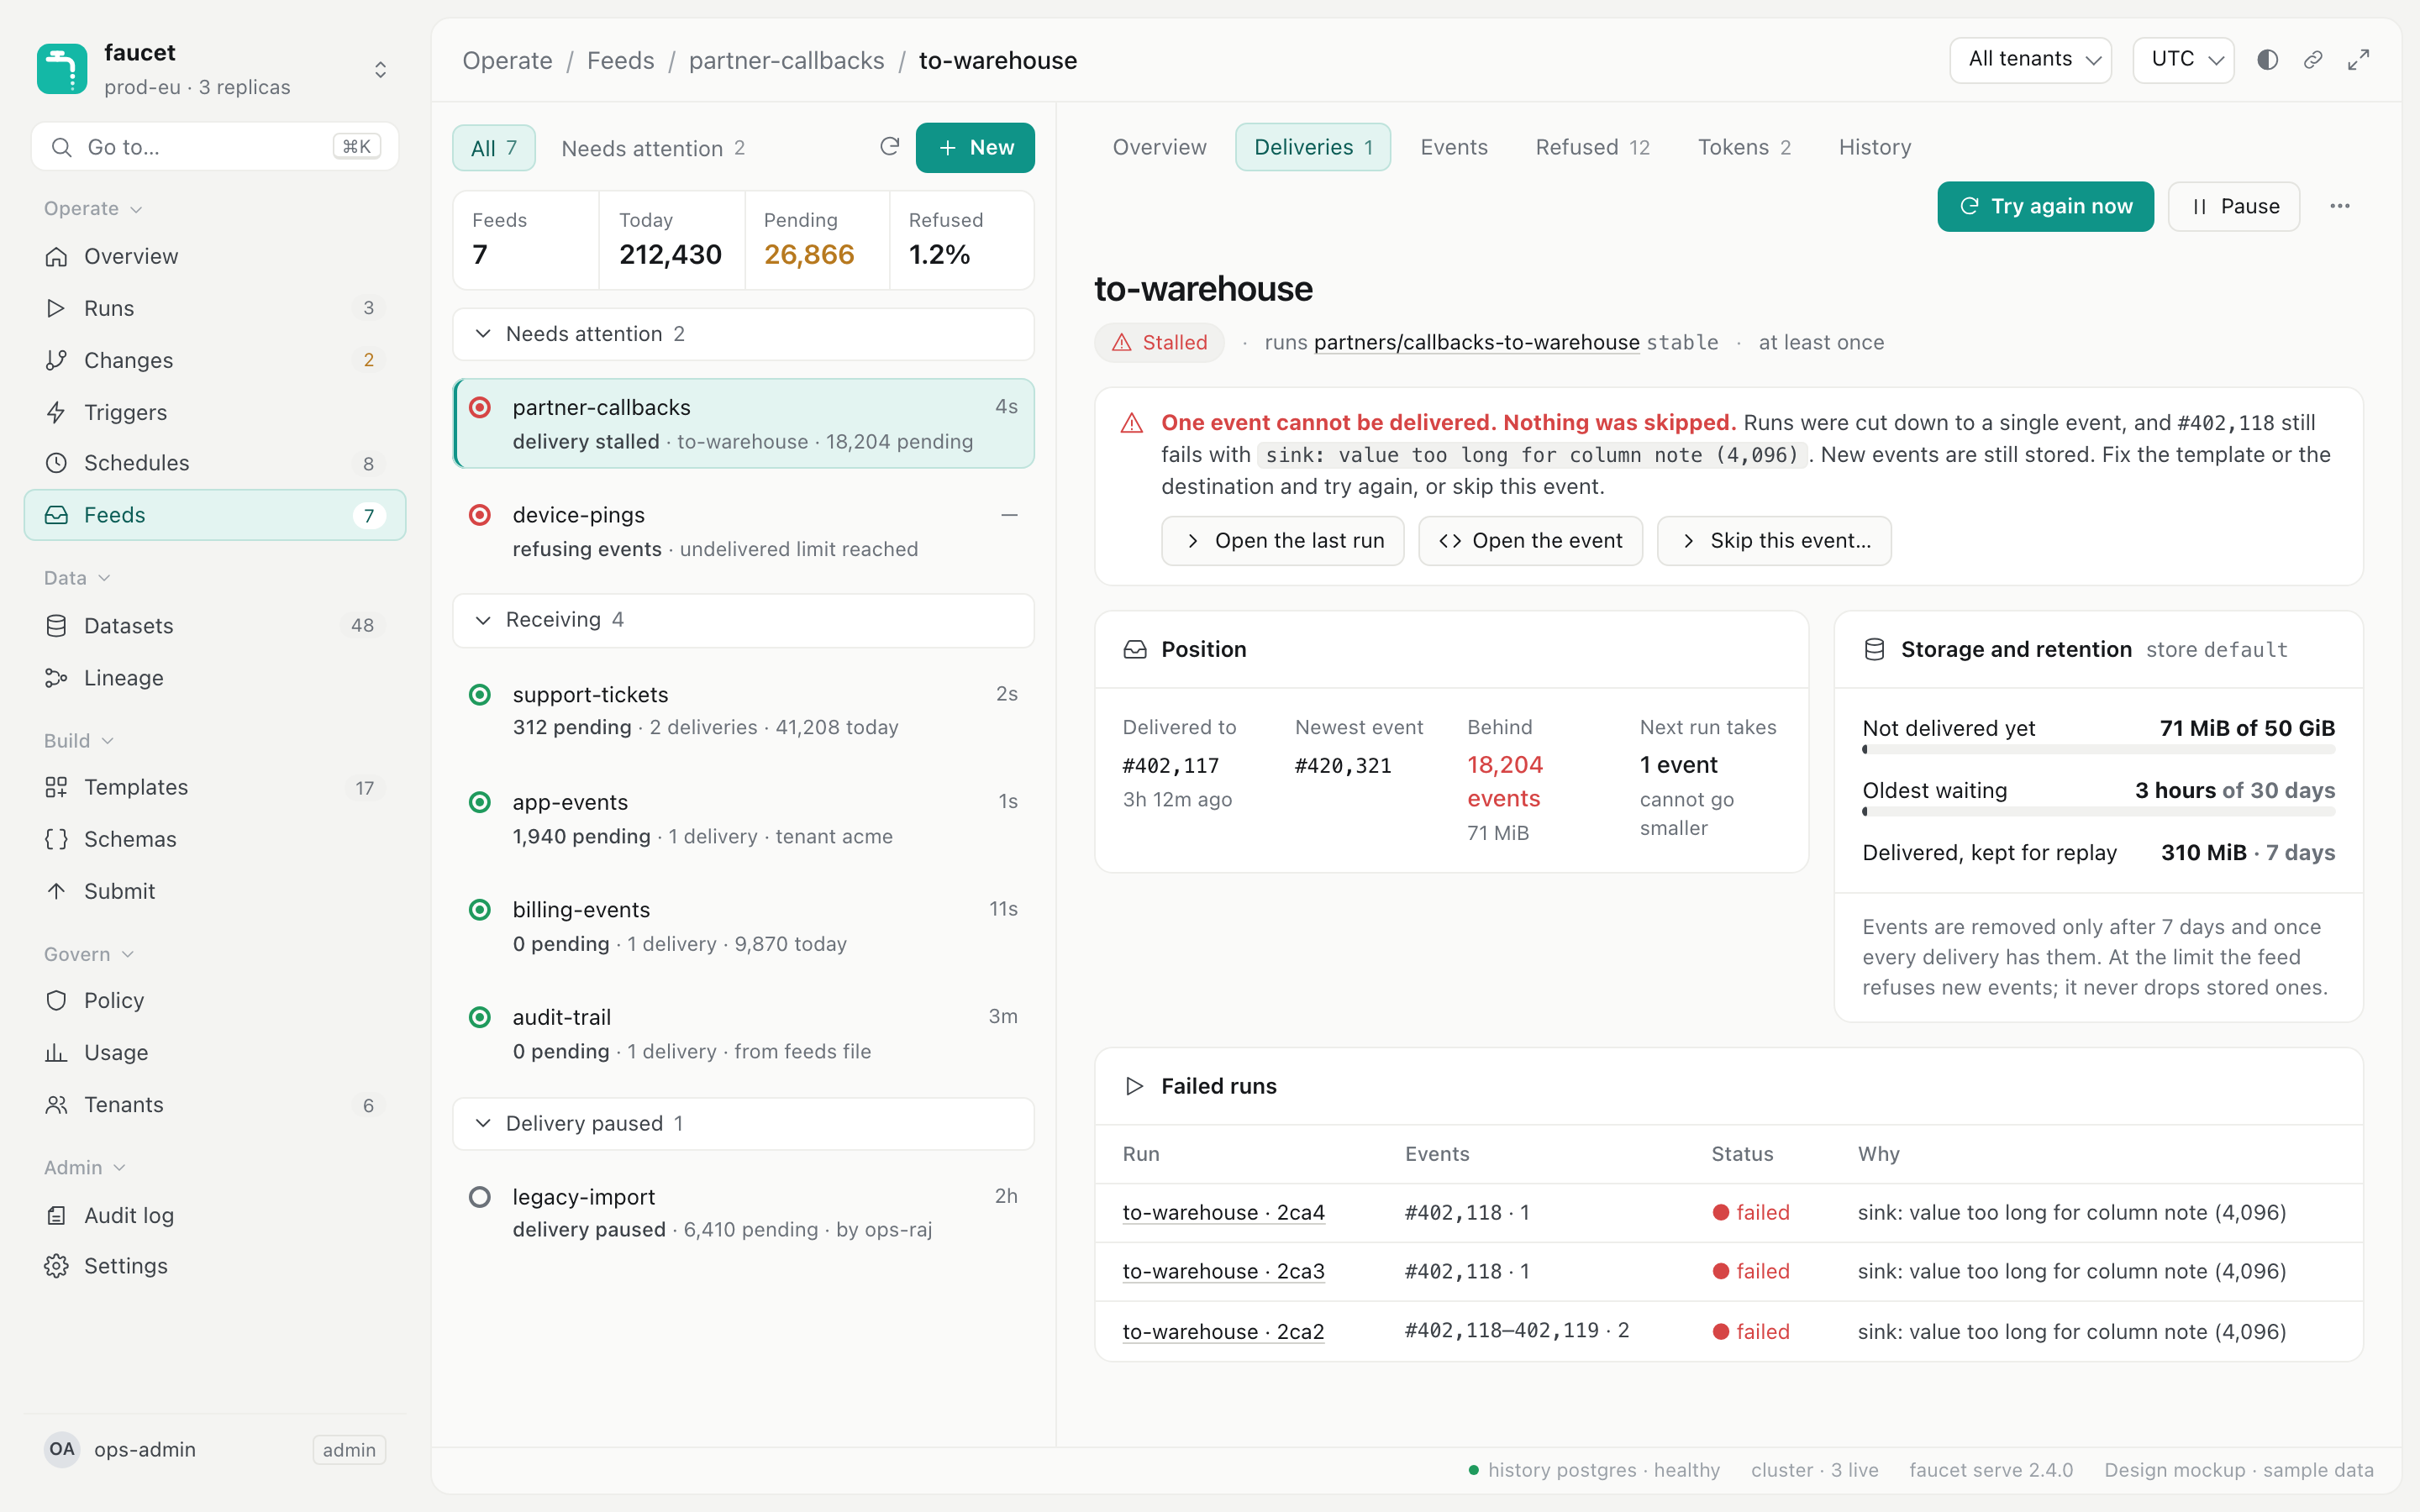 faucet
prod-eu · 3 replicas
Go to...
⌘K
Operate
Overview
Runs 3
Changes 2
Triggers
Schedules 8
Feeds 7
Data
Datasets 48
Lineage
Build
Templates 17
Schemas
Submit
Govern
Policy
Usage
Tenants 6
Admin
Audit log
Settings
OA ops-admin admin
Operate / Feeds / partner-callbacks / to-warehouse
All tenants
UTC
All 7
Needs attention 2
New
Feeds
7
Today
212,430
Pending
26,866
Refused
1.2%
Needs attention 2
partner-callbacks 4s
delivery stalled · to-warehouse · 18,204 pending
device-pings —
refusing events · undelivered limit reached
Receiving 4
support-tickets 2s
312 pending · 2 deliveries · 41,208 today
app-events 1s
1,940 pending · 1 delivery · tenant acme
billing-events 11s
0 pending · 1 delivery · 9,870 today
audit-trail 3m
0 pending · 1 delivery · from feeds file
Delivery paused 1
legacy-import 2h
delivery paused · 6,410 pending · by ops-raj
Overview
Deliveries 1
Events
Refused 12
Tokens 2
History
Try again now
Pause
to-warehouse
Stalled · runs partners/callbacks-to-warehouse stable · at least once
One event cannot be delivered. Nothing was skipped. Runs were cut down to a single event, and #402,118 still
fails with sink: value too long for column note (4,096). New events are still stored. Fix the template or the
destination and try again, or skip this event.
Open the last run
Open the event
Skip this event...
Position
Delivered to
#402,117
3h 12m ago
Newest event
#420,321
Behind
18,204
events
71 MiB
Next run takes
1 event
cannot go
smaller
Storage and retention store default
Not delivered yet 71 MiB of 50 GiB
Oldest waiting 3 hours of 30 days
Delivered, kept for replay 310 MiB · 7 days
Events are removed only after 7 days and once
every delivery has them. At the limit the feed
refuses new events; it never drops stored ones.
Failed runs
Run Events Status Why
to-warehouse · 2ca4 #402,118 · 1 failed sink: value too long for column note (4,096)
to-warehouse · 2ca3 #402,118 · 1 failed sink: value too long for column note (4,096)
to-warehouse · 2ca2 #402,118–402,119 · 2 failed sink: value too long for column note (4,096)
history postgres · healthy
cluster · 3 live
faucet serve 2.4.0
Design mockup · sample data